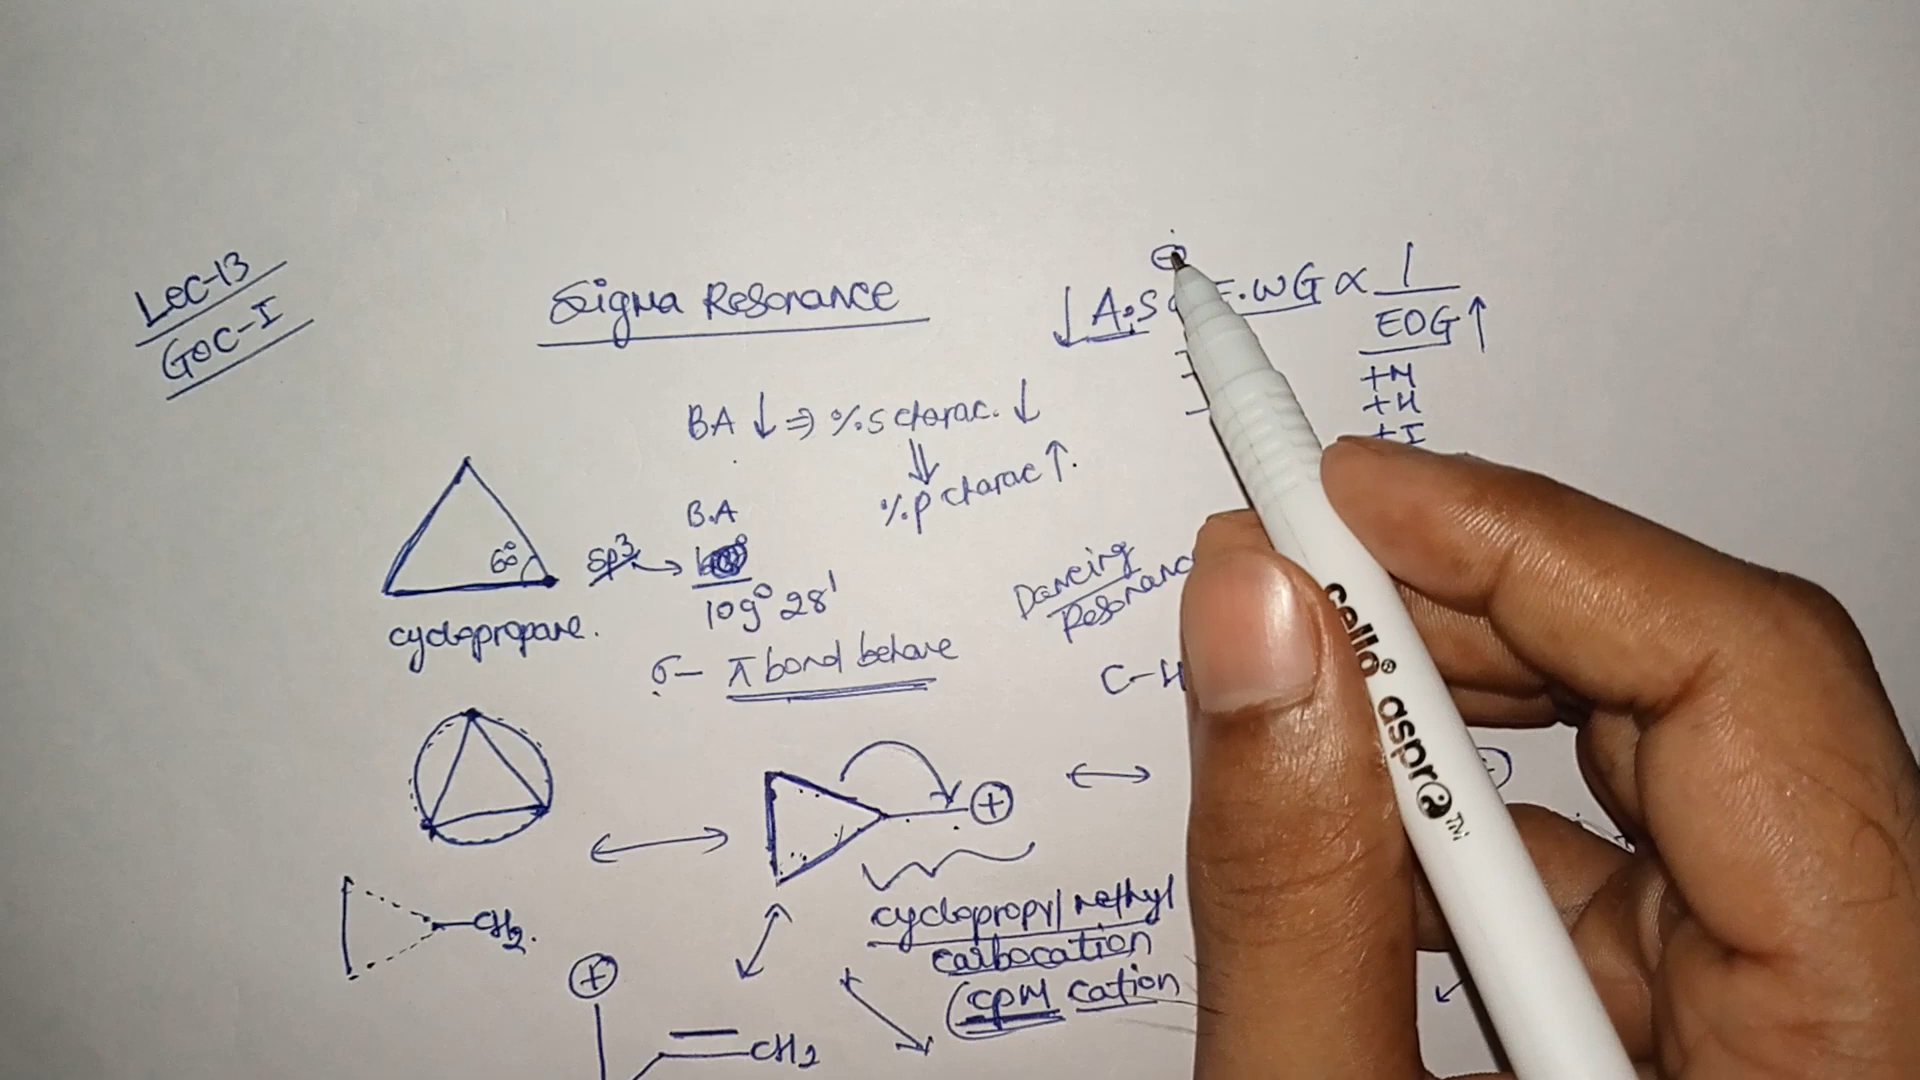 Lec-13
GOC-I
Sigma Resonance
↓ A.S E.WG ∝ 1
EOG ↑
+M
+H
+I
BA ↓ ⇒ %s charac. ↓
⇓
%p charac ↑.
60°
sp3 → B.A
109° 28'
cyclopropane.
σ- π bond behave
Dancing
Resonance
C-H
⊕
cyclopropyl methyl
carbocation
(CPM cation
CH2.
⊕
CH2
cello® aspro™